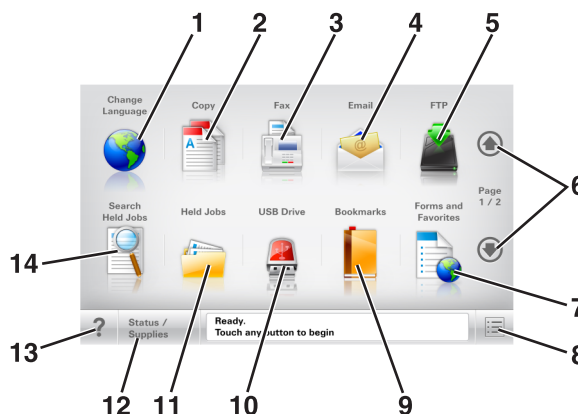 1 2 3 4 5
Change Language
Copy
Fax
Email
FTP
6
Page
1 / 2
Search Held Jobs
Held Jobs
USB Drive
Bookmarks
Forms and Favorites
14
7
?
Status / Supplies
Ready.
Touch any button to begin
13 12 11 10 9 8